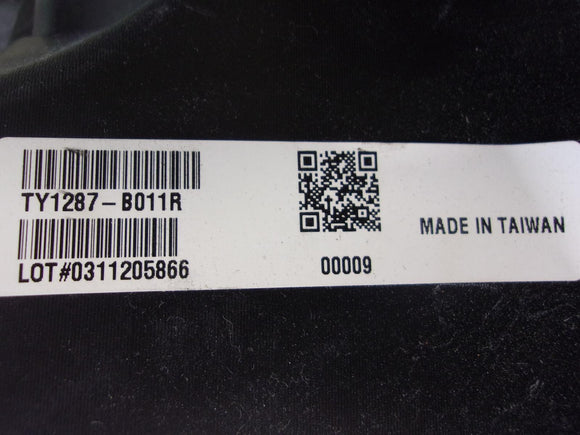 TY1287-B011R
LOT#0311205866
00009
MADE IN TAIWAN